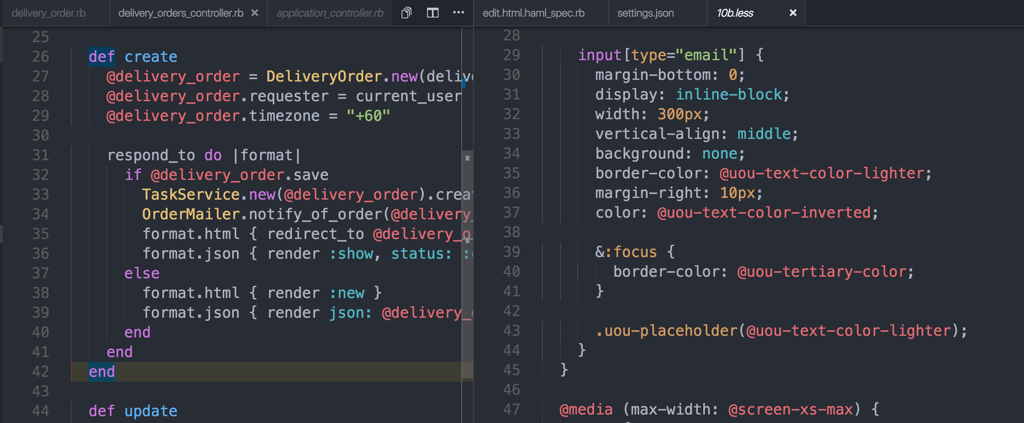 delivery_order.rb delivery_orders_controller.rb × application_controller.rb ...
25
26 def create
27 @delivery_order = DeliveryOrder.new(delive
28 @delivery_order.requester = current_user
29 @delivery_order.timezone = "+60"
30
31 respond_to do |format|
32 if @delivery_order.save
33 TaskService.new(@delivery_order).crea
34 OrderMailer.notify_of_order(@delivery_
35 format.html { redirect_to @delivery_o
36 format.json { render :show, status: :
37 else
38 format.html { render :new }
39 format.json { render json: @delivery_
40 end
41 end
42 end
43
44 def update
edit.html.haml_spec.rb settings.json 10b.less ×
28
29 input[type="email"] {
30 margin-bottom: 0;
31 display: inline-block;
32 width: 300px;
33 vertical-align: middle;
34 background: none;
35 border-color: @uou-text-color-lighter;
36 margin-right: 10px;
37 color: @uou-text-color-inverted;
38
39 &:focus {
40 border-color: @uou-tertiary-color;
41 }
42
43 .uou-placeholder(@uou-text-color-lighter);
44 }
45 }
46
47 @media (max-width: @screen-xs-max) {